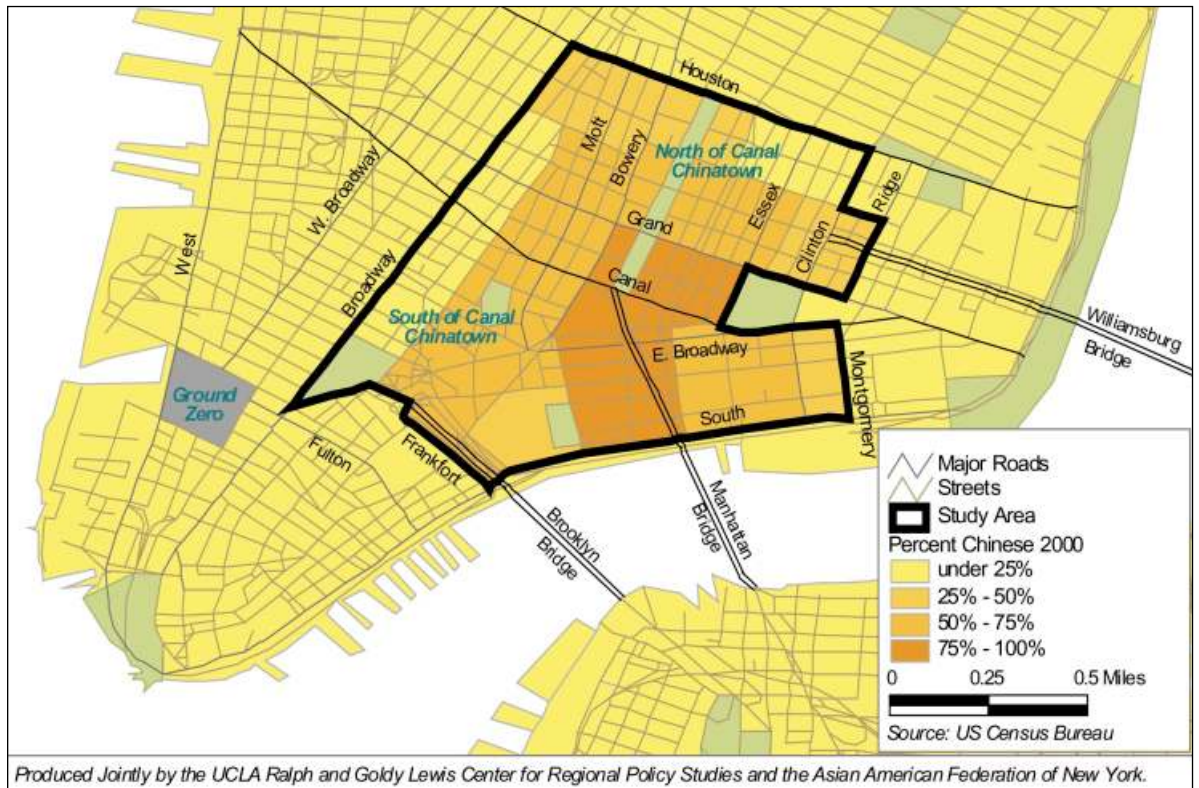 Houston
Mott
Bowery
North of Canal
Chinatown
Essex
Ridge
W. Broadway
Grand
Clinton
West
Broadway
Canal
South of Canal
Chinatown
Williamsburg
Bridge
E. Broadway
Montgomery
Ground
Zero
South
Fulton
Frankfort
Brooklyn
Bridge
Manhattan
Bridge
Major Roads
Streets
Study Area
Percent Chinese 2000
under 25%
25% - 50%
50% - 75%
75% - 100%
0 0.25 0.5 Miles
Source: US Census Bureau
Produced Jointly by the UCLA Ralph and Goldy Lewis Center for Regional Policy Studies and the Asian American Federation of New York.